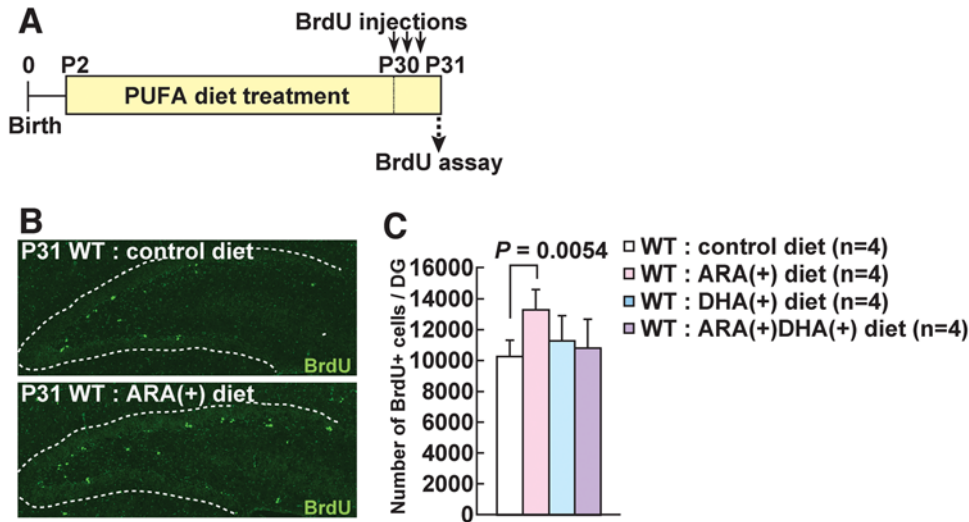 A
BrdU injections
0 P2 P30 P31
PUFA diet treatment
Birth
BrdU assay
B
P31 WT : control diet
BrdU
P31 WT : ARA(+) diet
BrdU
C
P = 0.0054
Number of BrdU+ cells / DG
16000
14000
12000
10000
8000
6000
4000
2000
0
WT : control diet (n=4)
WT : ARA(+) diet (n=4)
WT : DHA(+) diet (n=4)
WT : ARA(+)DHA(+) diet (n=4)